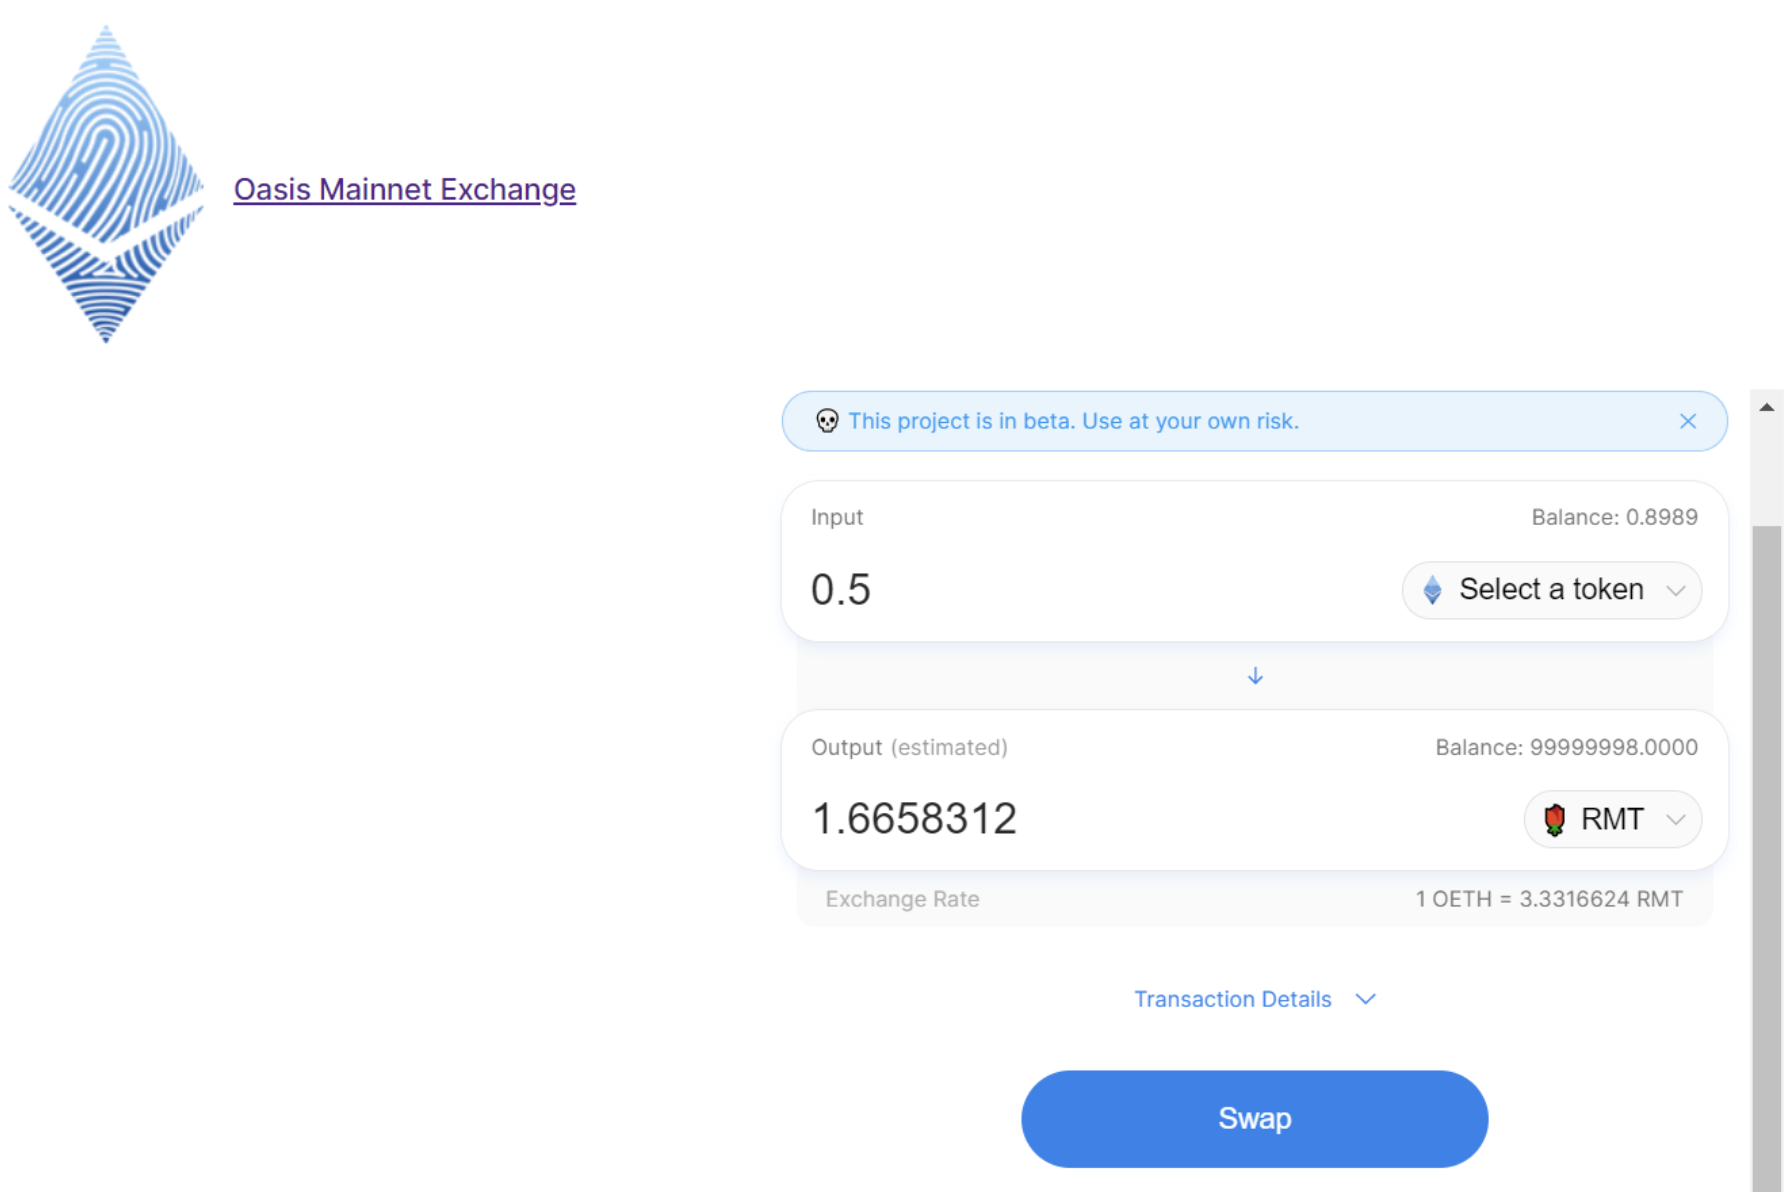 Oasis Mainnet Exchange
This project is in beta. Use at your own risk.
Input
Balance: 0.8989
0.5
Select a token
Output (estimated)
Balance: 99999998.0000
1.6658312
RMT
Exchange Rate
1 OETH = 3.3316624 RMT
Transaction Details
Swap